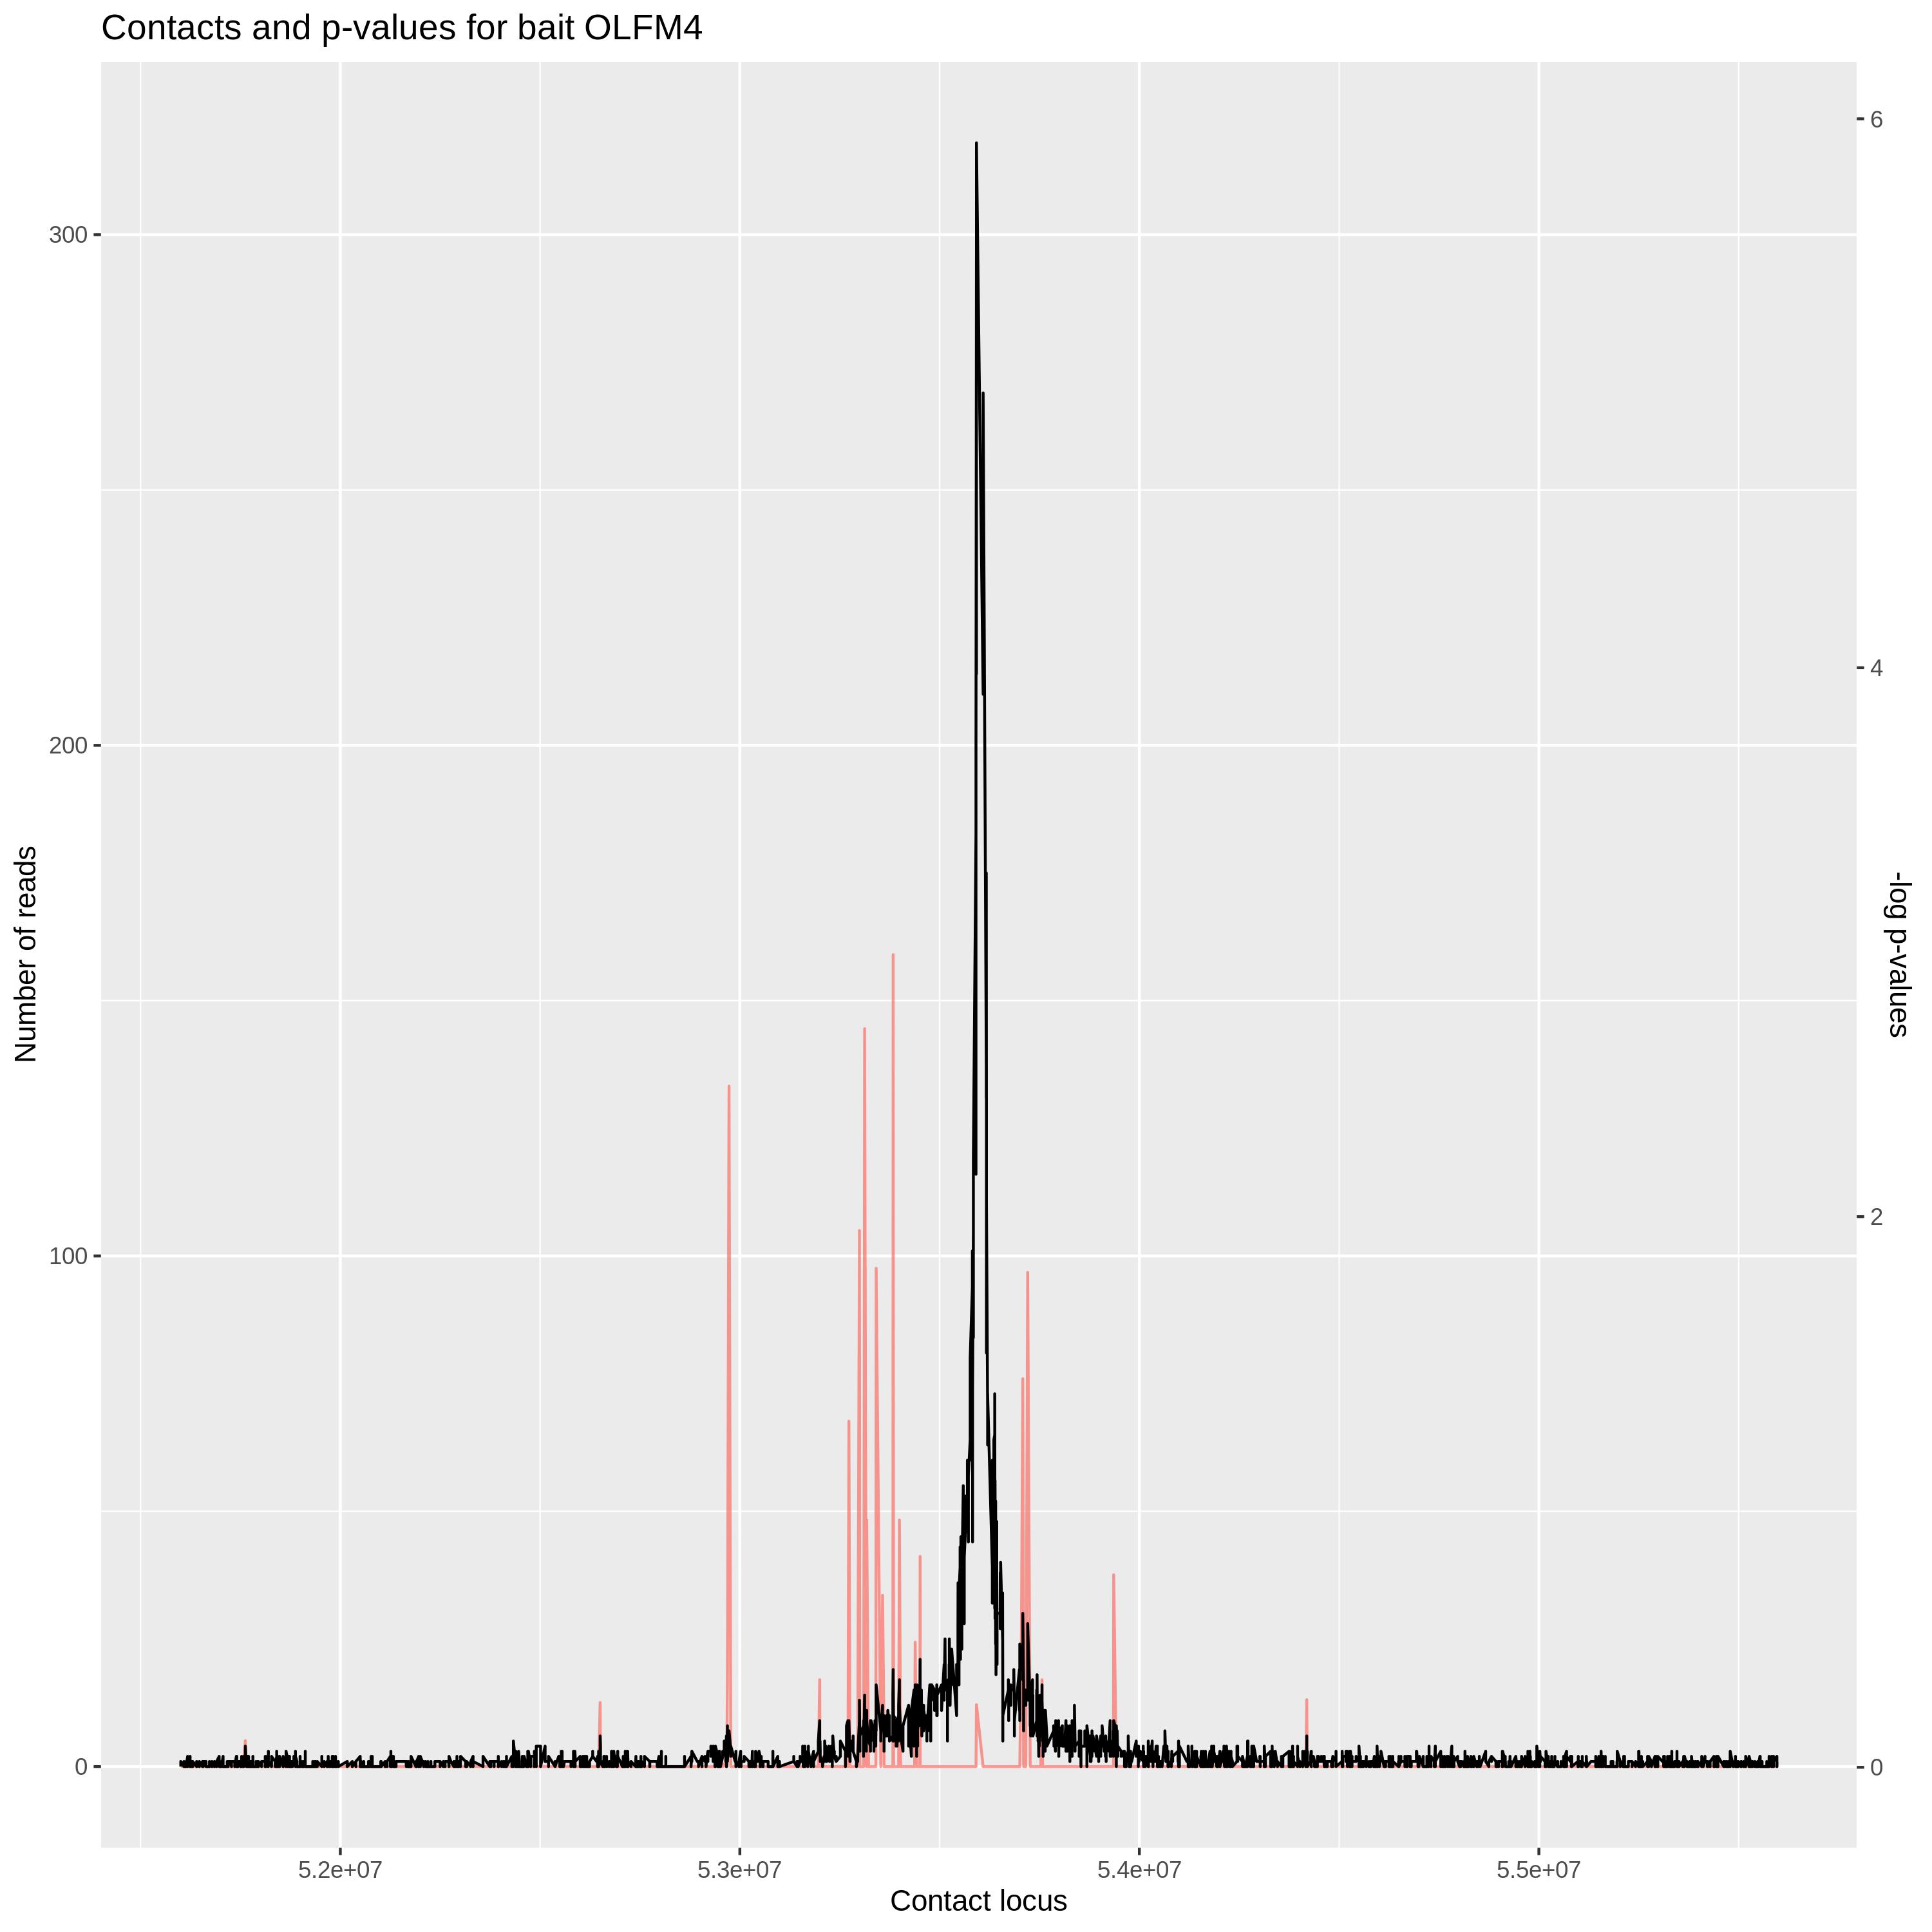 Contacts and p-values for bait OLFM4
300
200
100
0
Number of reads
6
4
2
0
-log p-values
5.2e+07
5.3e+07
5.4e+07
5.5e+07
Contact locus